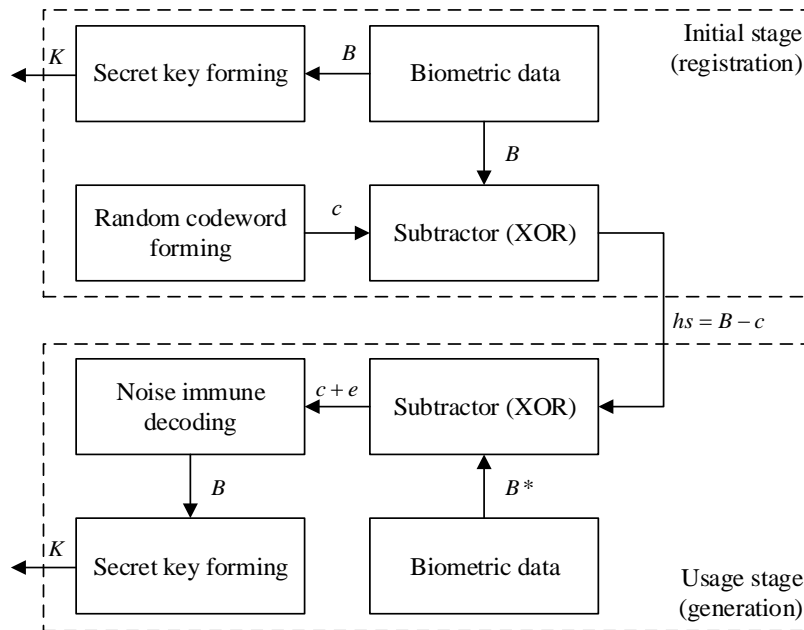 Initial stage
(registration)
K
Secret key forming
B
Biometric data
B
Random codeword
forming
c
Subtractor (XOR)
hs = B – c
Noise immune
decoding
c + e
Subtractor (XOR)
B
B*
K
Secret key forming
Biometric data
Usage stage
(generation)